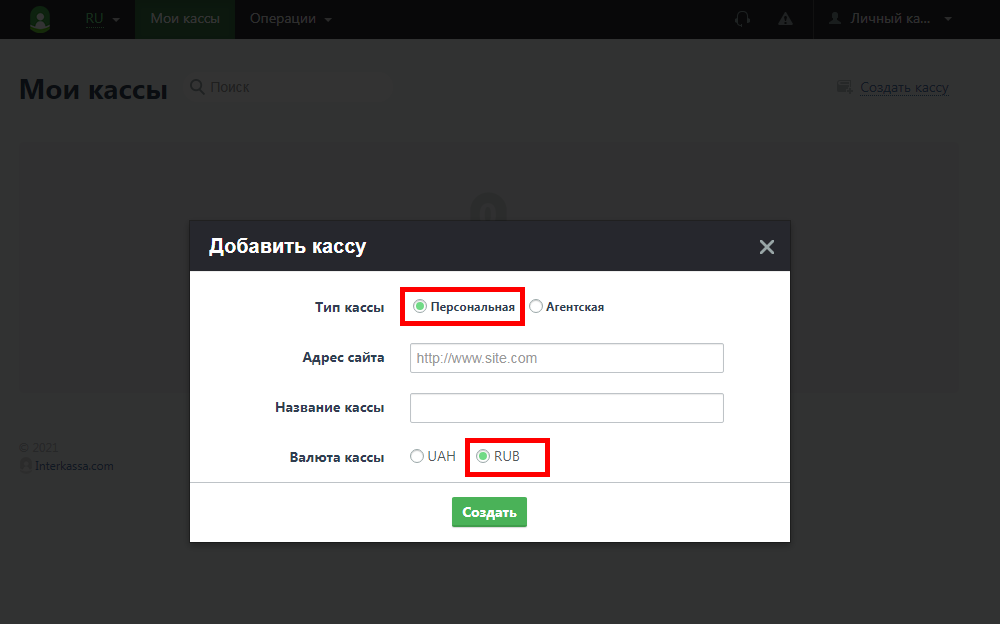 RU Мои кассы Операции Личный ка...
Мои кассы Поиск Создать кассу
Добавить кассу
Тип кассы Персональная Агентская
Адрес сайта http://www.site.com
Название кассы
Валюта кассы UAH RUB
Создать
© 2021
Interkassa.com